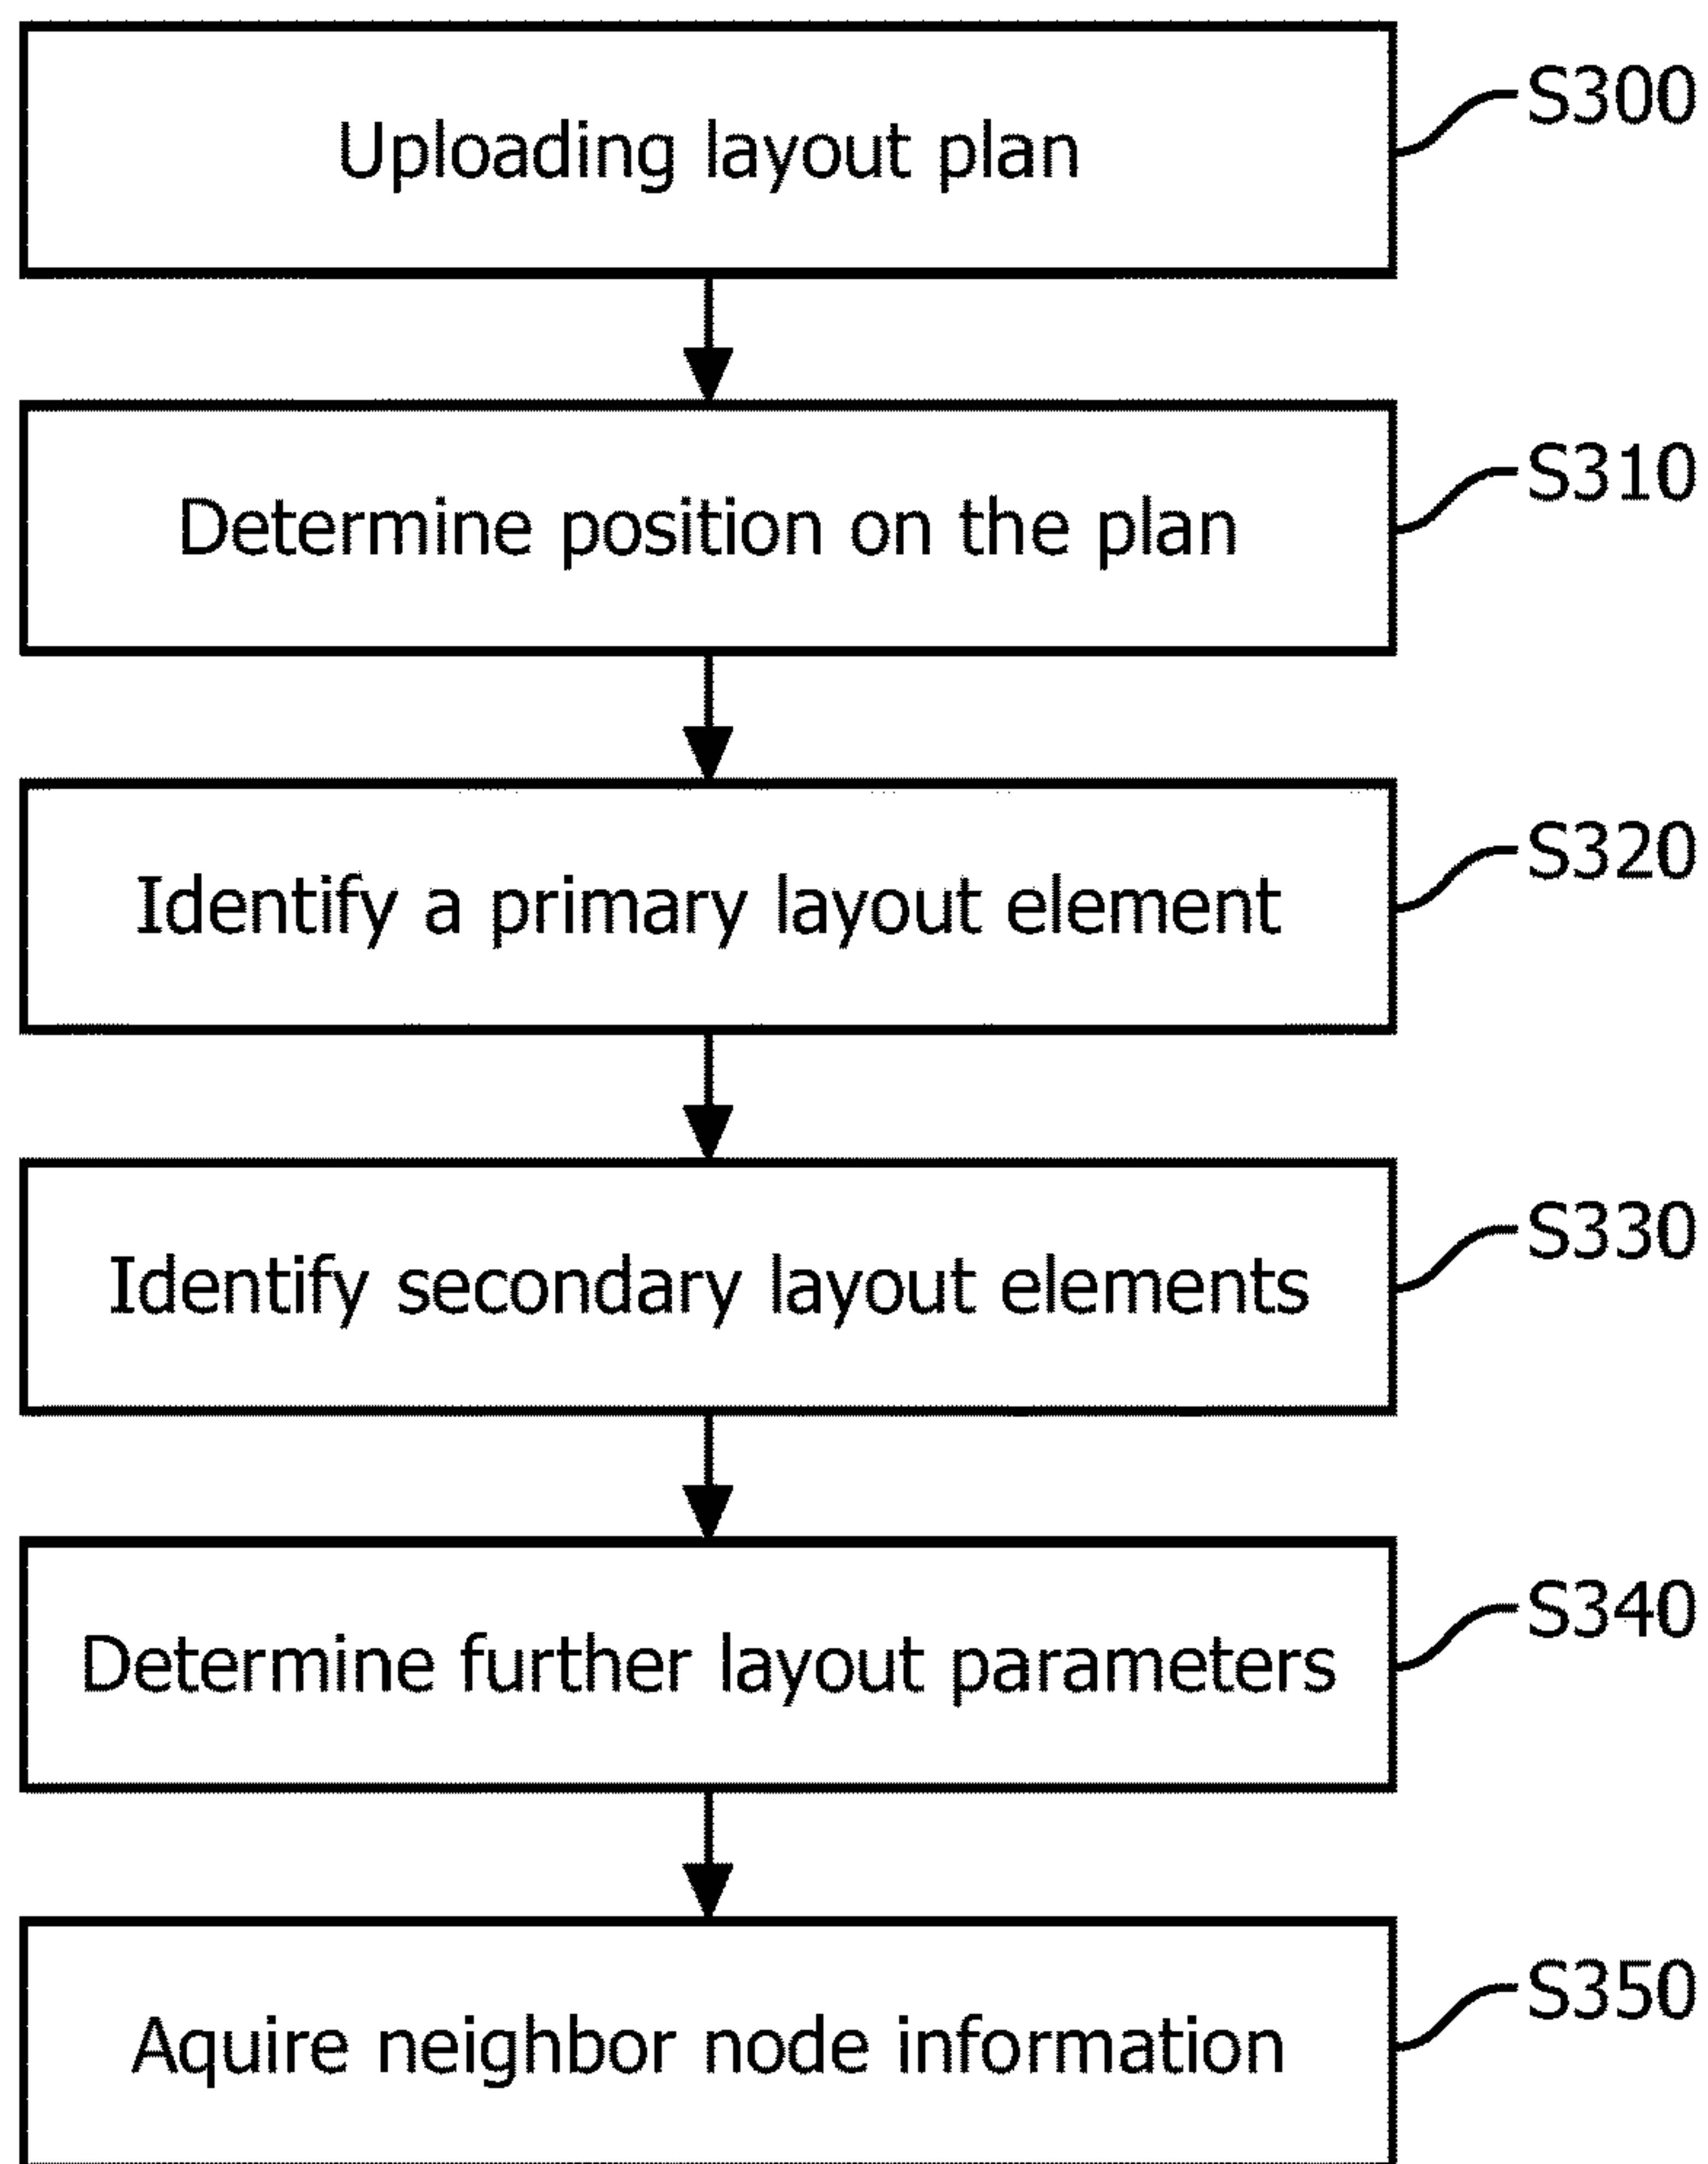 Uploading layout plan
S300
Determine position on the plan
S310
Identify a primary layout element
S320
Identify secondary layout elements
S330
Determine further layout parameters
S340
Aquire neighbor node information
S350